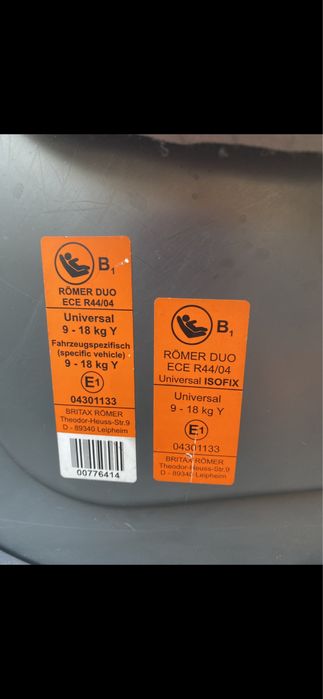 B1
RÖMER DUO
ECE R44/04
Universal
9 - 18 kg Y
Fahrzeugspezifisch
(specific vehicle)
9 - 18 kg Y
E1
04301133
BRITAX RÖMER
Theodor-Heuss-Str.9
D - 89340 Leipheim
00776414
B1
RÖMER DUO
ECE R44/04
Universal ISOFIX
Universal
9 - 18 kg Y
E1
04301133
BRITAX RÖMER
Theodor-Heuss-Str.9
D - 89340 Leipheim